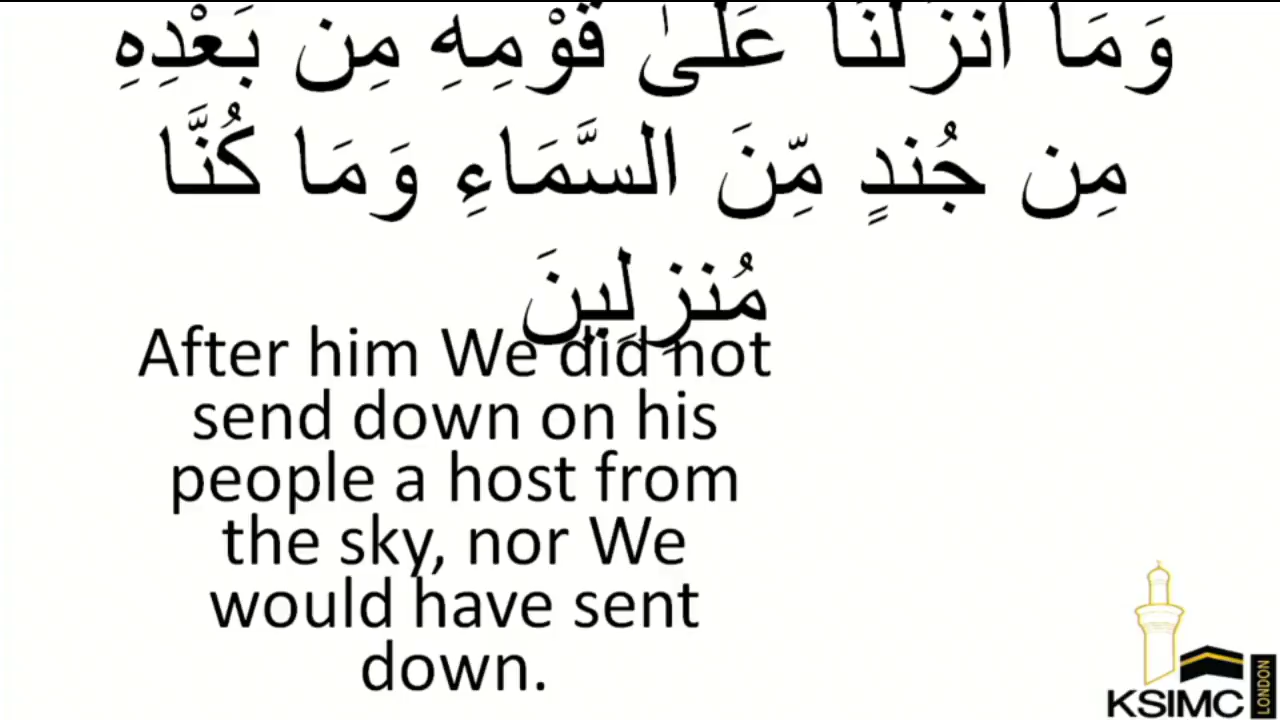 وَمَا أَنزَلْنَا عَلَىٰ قَوْمِهِ مِن بَعْدِهِ
مِن جُندٍ مِّنَ السَّمَاءِ وَمَا كُنَّا
مُنزِلِينَ
After him We did not
send down on his
people a host from
the sky, nor We
would have sent
down.
KSIMC
LONDON